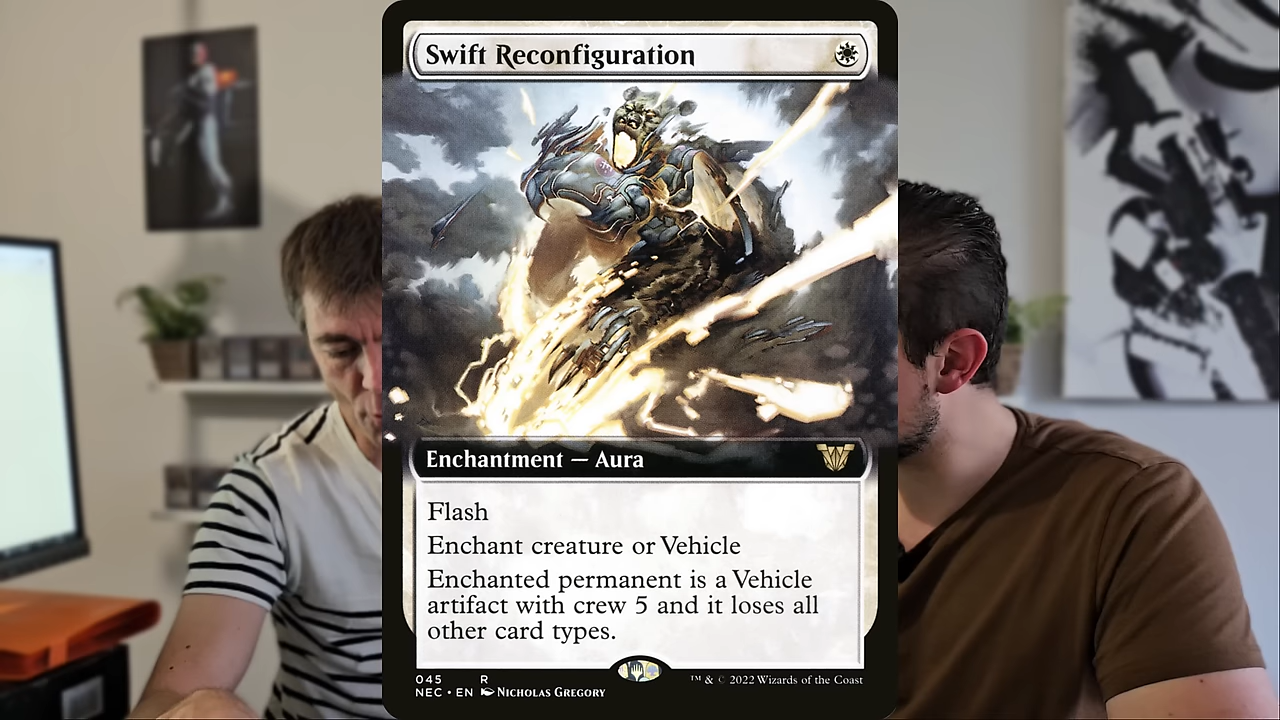 Swift Reconfiguration
Enchantment — Aura
Flash
Enchant creature or Vehicle
Enchanted permanent is a Vehicle
artifact with crew 5 and it loses all
other card types.
045 R
NEC • EN Nicholas Gregory
™ & © 2022 Wizards of the Coast